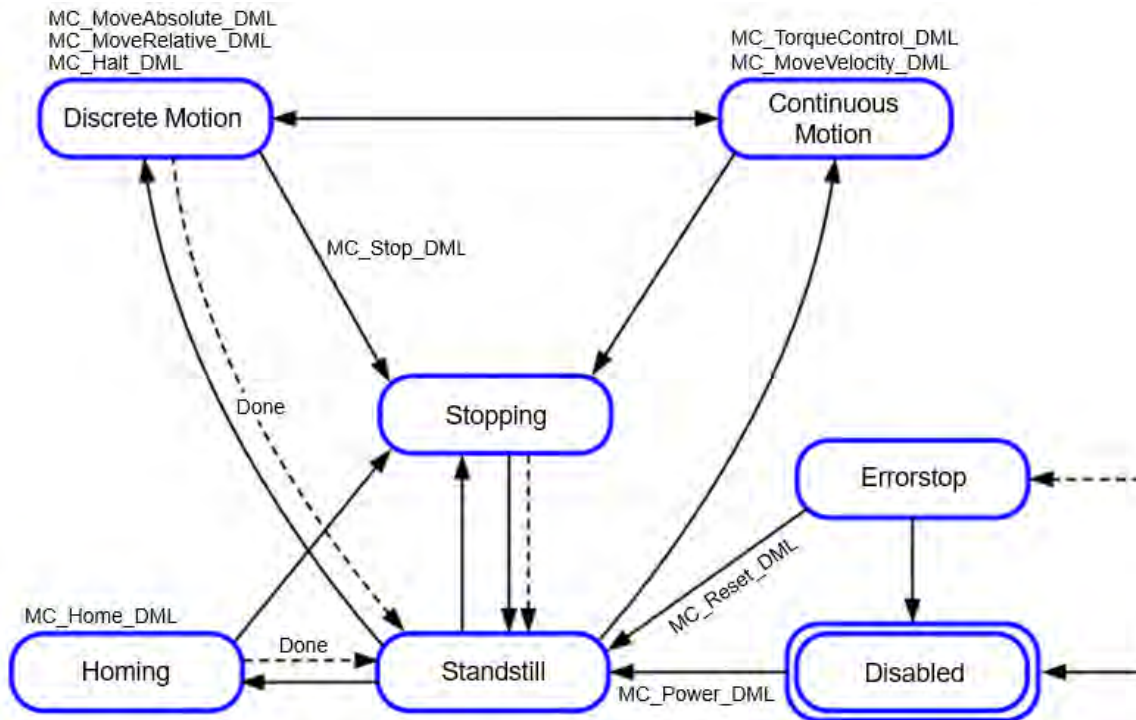 MC_MoveAbsolute_DML
MC_MoveRelative_DML
MC_Halt_DML
MC_TorqueControl_DML
MC_MoveVelocity_DML
Discrete Motion
Continuous
Motion
MC_Stop_DML
Done
Stopping
Errorstop
MC_Reset_DML
MC_Home_DML
Homing
Done
Standstill
MC_Power_DML
Disabled